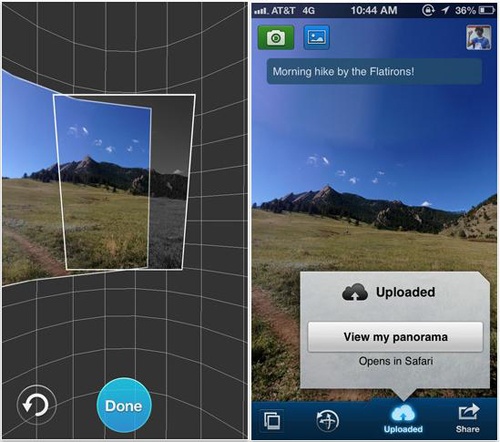 Done
AT&T 4G 10:44 AM 36%
Morning hike by the Flatirons!
Uploaded
View my panorama
Opens in Safari
Uploaded
Share